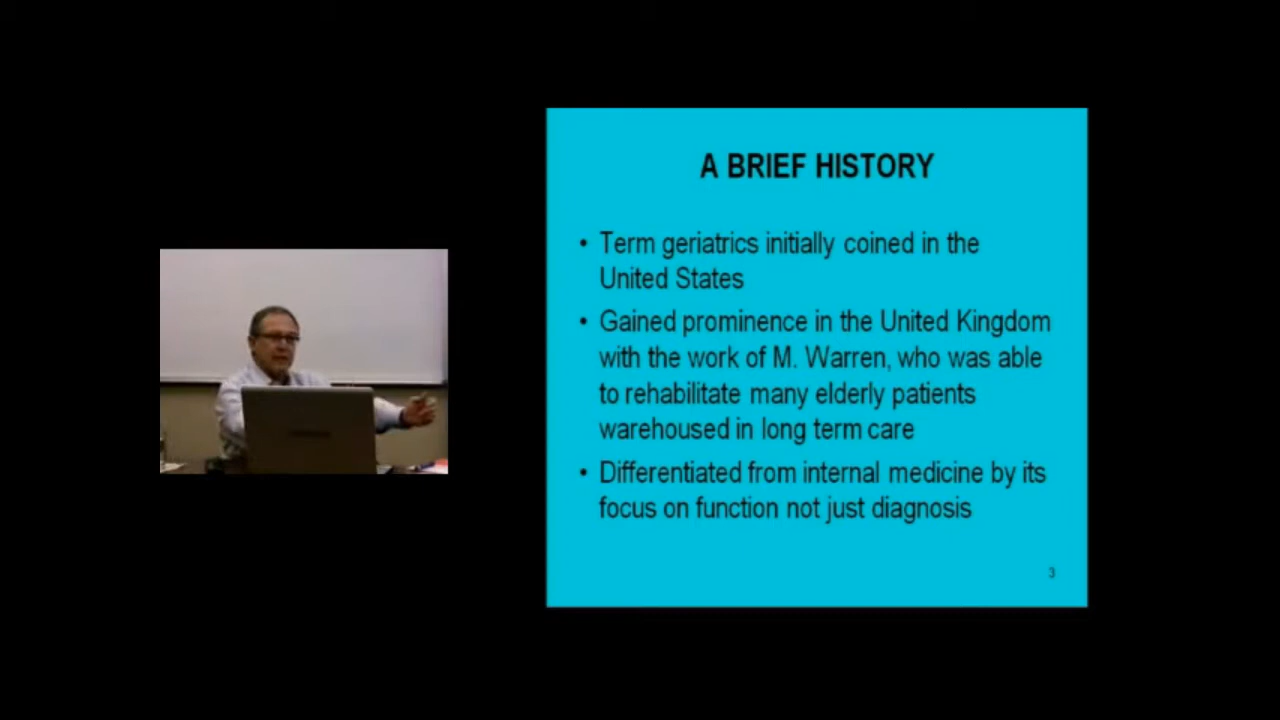 A BRIEF HISTORY
• Term geriatrics initially coined in the
United States
• Gained prominence in the United Kingdom
with the work of M. Warren, who was able
to rehabilitate many elderly patients
warehoused in long term care
• Differentiated from internal medicine by its
focus on function not just diagnosis
3